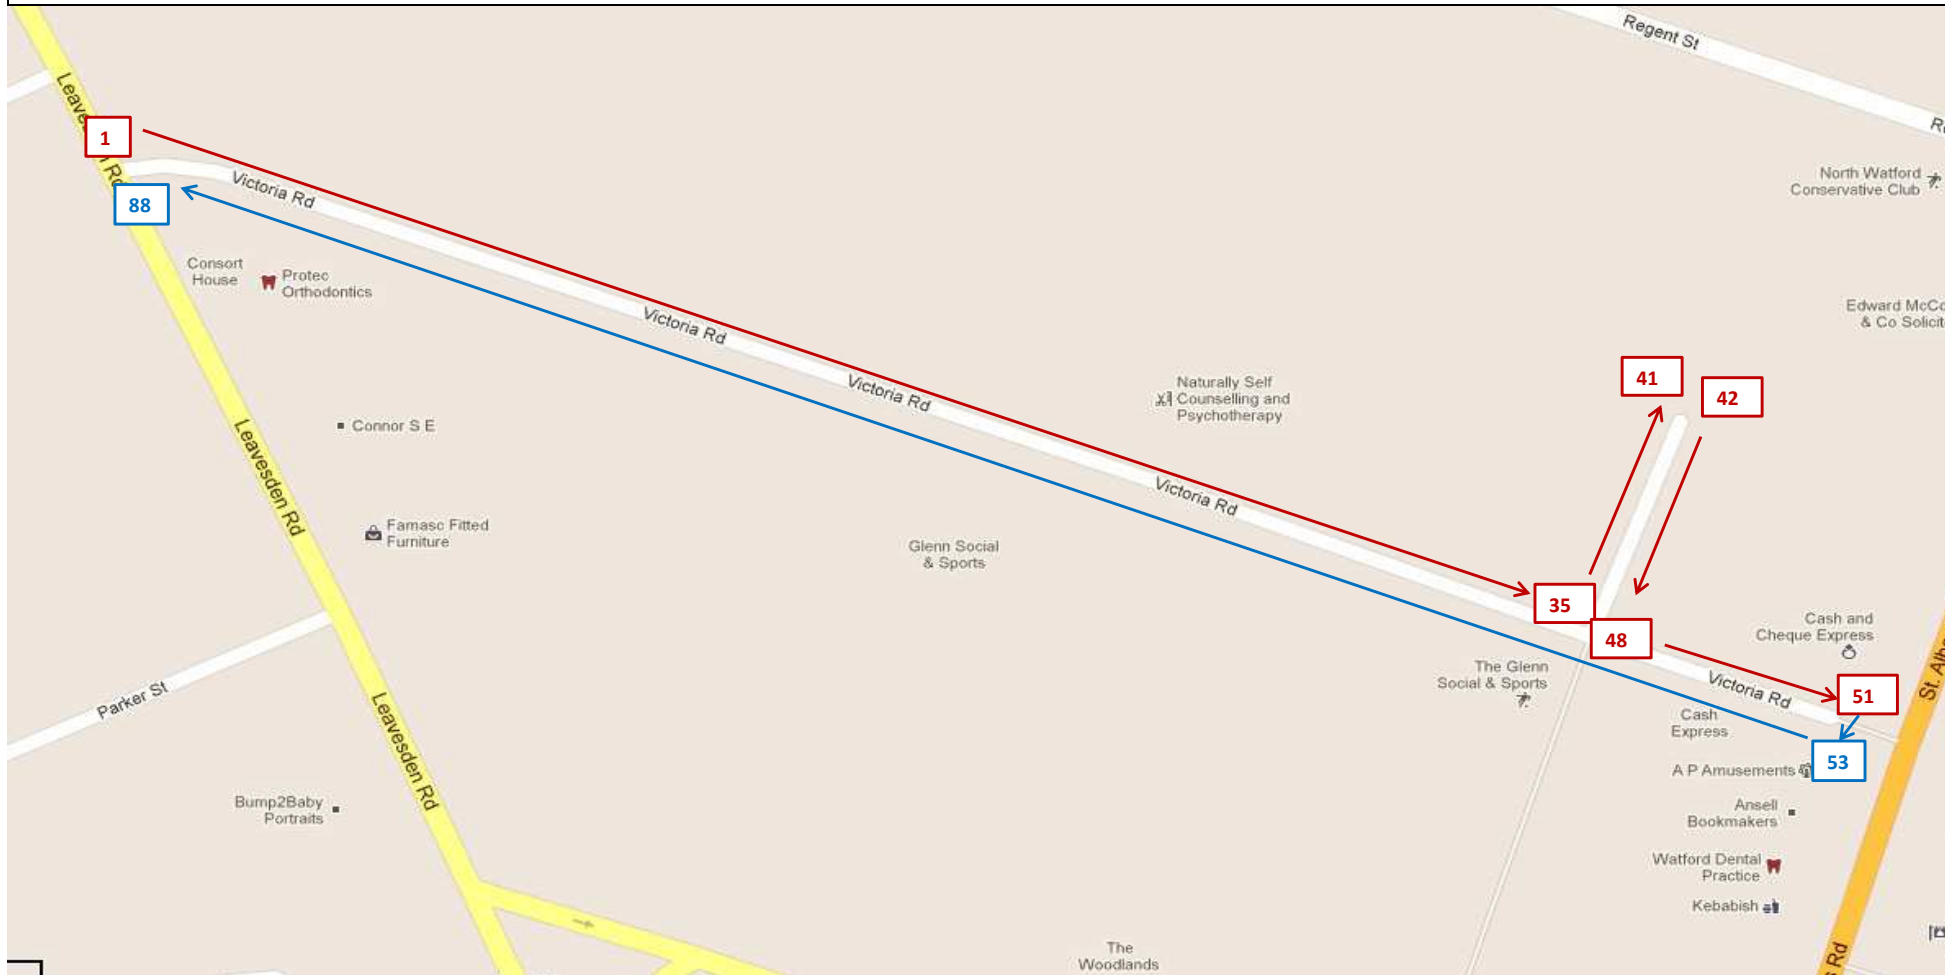 Regent St
North Watford
Conservative Club
1
88
Victoria Rd
Consort
House
Protec
Orthodontics
Victoria Rd
Victoria Rd
Naturally Self
Counselling and
Psychotherapy
41
42
Connor S E
Leavesden Rd
Victoria Rd
Famasc Fitted
Furniture
Glenn Social
& Sports
35
48
Cash and
Cheque Express
The Glenn
Social & Sports
Victoria Rd
51
Parker St
Leavesden Rd
Cash
Express
53
A P Amusements
Bump2Baby
Portraits
Ansell
Bookmakers
Watford Dental
Practice
Kebabish
The
Woodlands